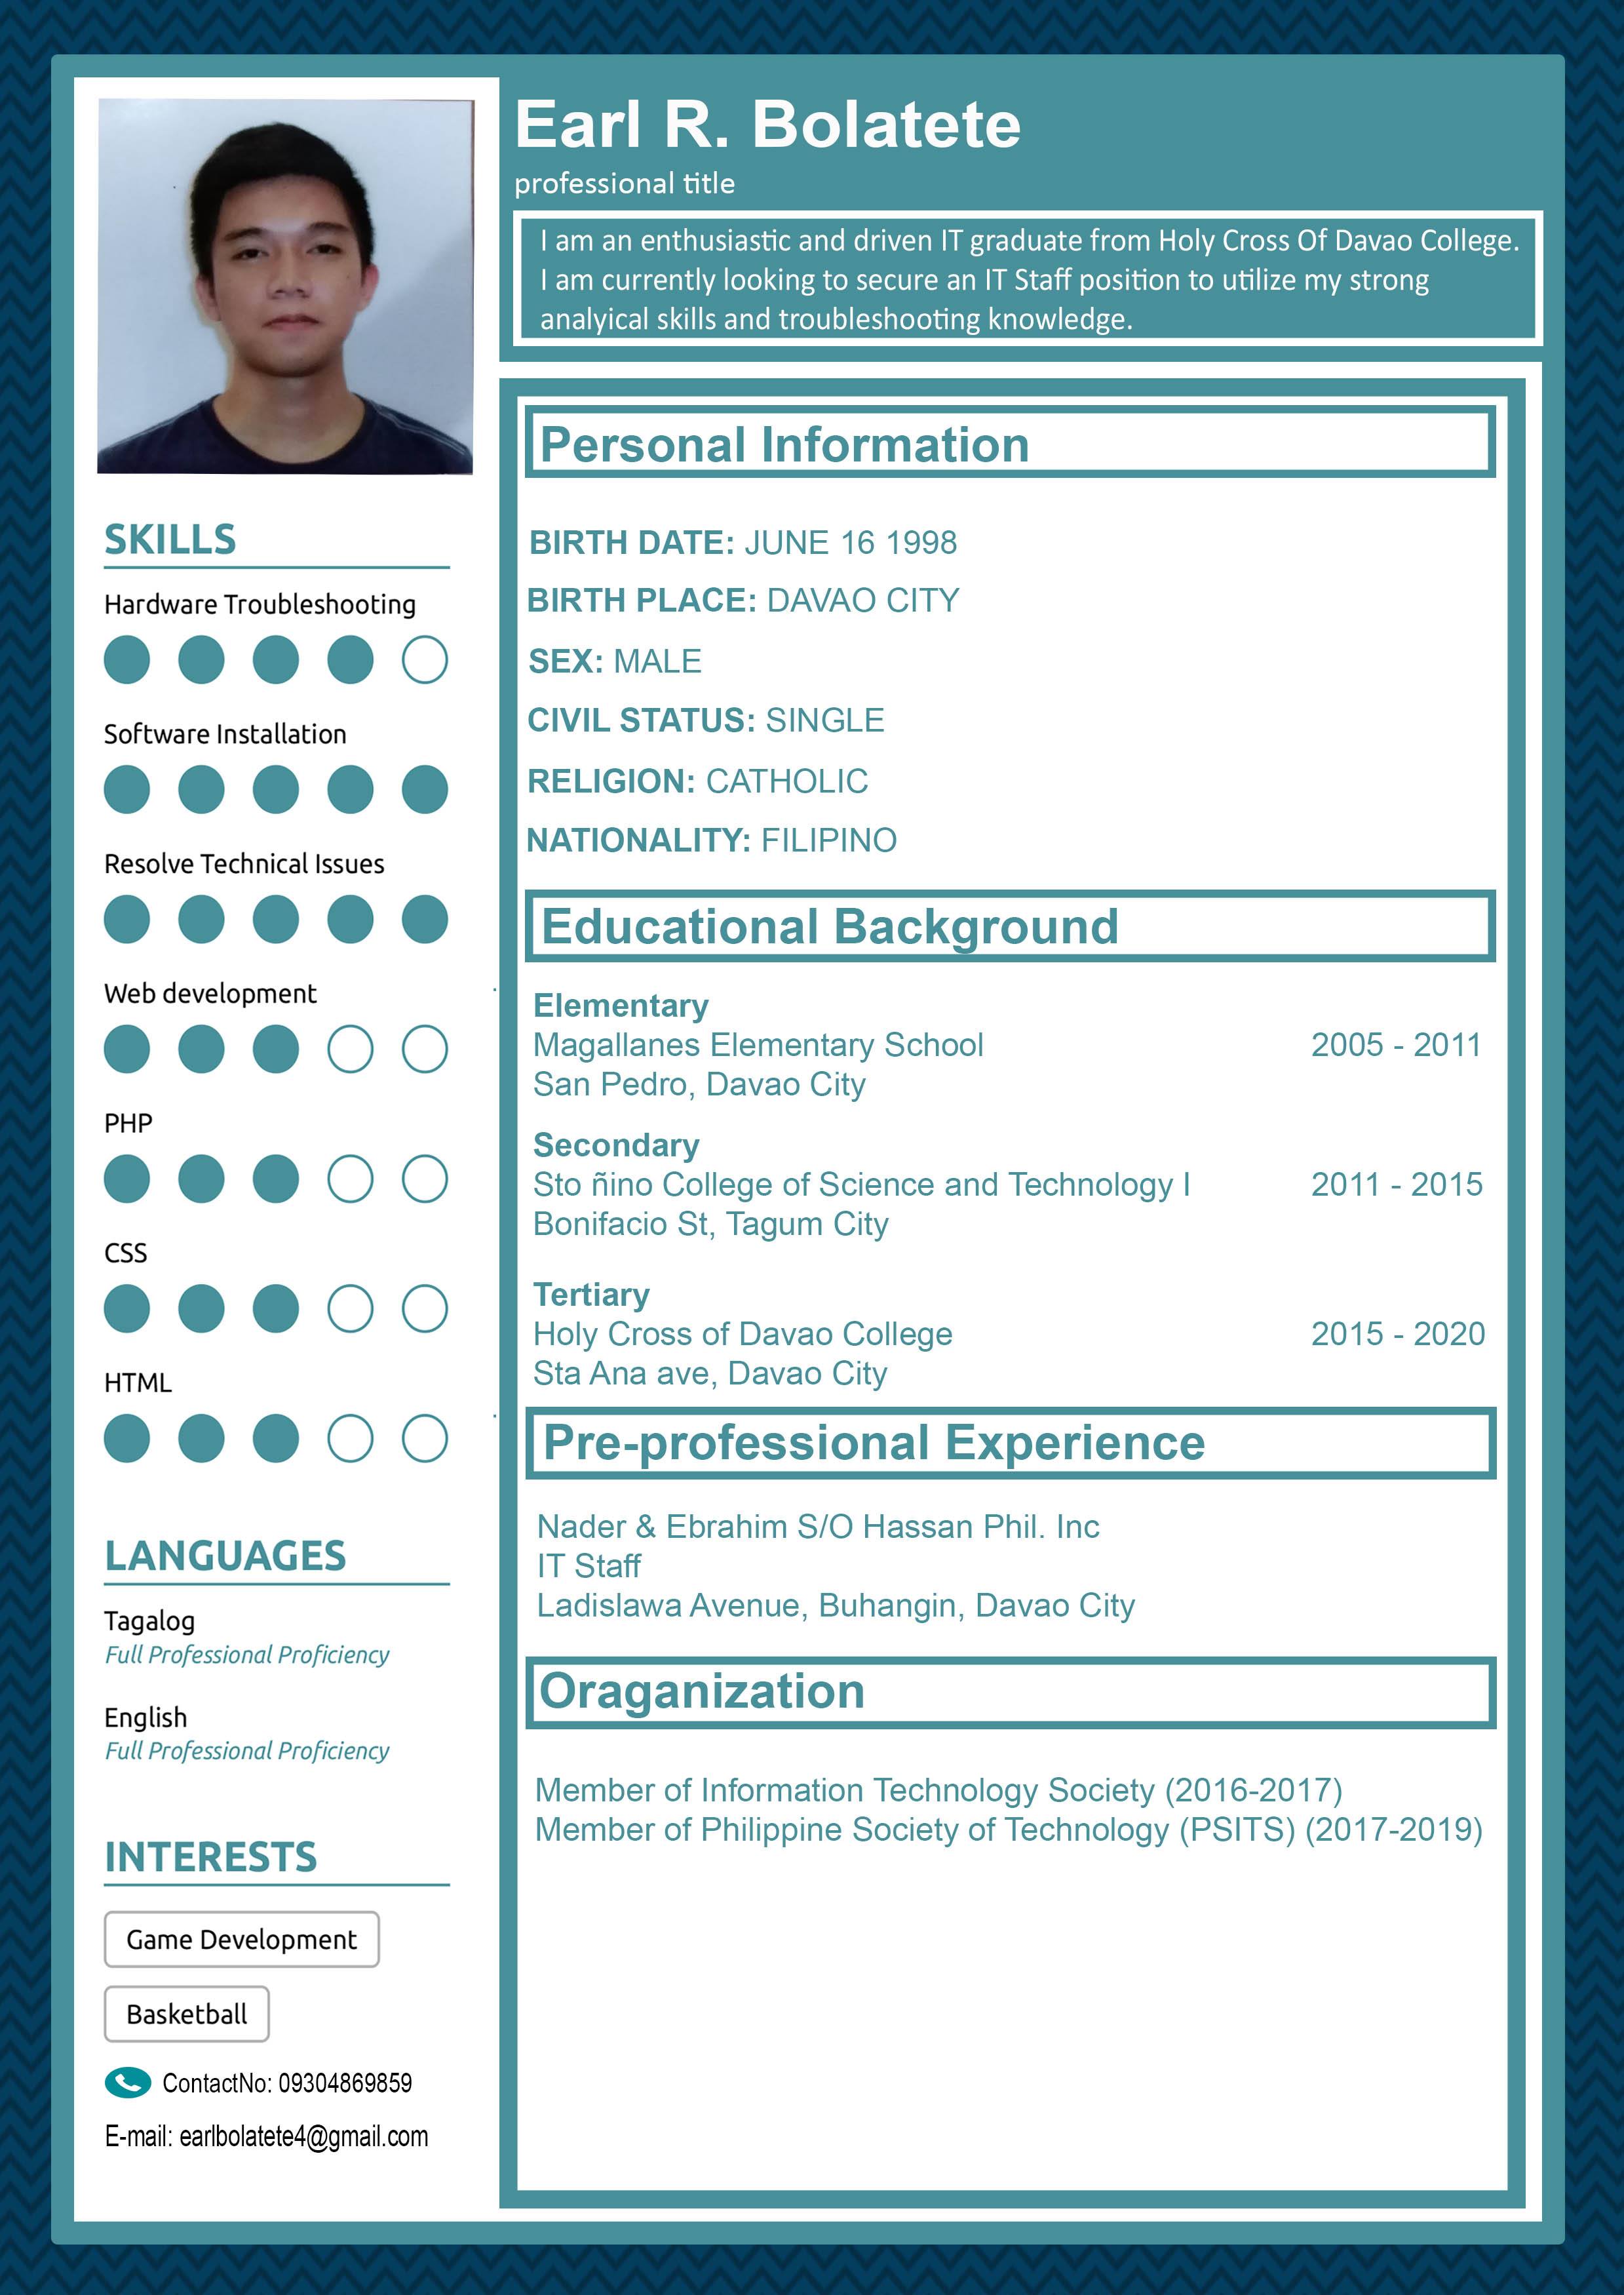 Earl R. Bolatete
professional title
I am an enthusiastic and driven IT graduate from Holy Cross Of Davao College.
I am currently looking to secure an IT Staff position to utilize my strong
analyical skills and troubleshooting knowledge.
SKILLS
Hardware Troubleshooting
Software Installation
Resolve Technical Issues
Web development
PHP
CSS
HTML
LANGUAGES
Tagalog
Full Professional Proficiency
English
Full Professional Proficiency
INTERESTS
Game Development
Basketball
ContactNo: 09304869859
E-mail: earlbolatete4@gmail.com
Personal Information
BIRTH DATE: JUNE 16 1998
BIRTH PLACE: DAVAO CITY
SEX: MALE
CIVIL STATUS: SINGLE
RELIGION: CATHOLIC
NATIONALITY: FILIPINO
Educational Background
Elementary
Magallanes Elementary School 2005 - 2011
San Pedro, Davao City
Secondary
Sto ñino College of Science and Technology I 2011 - 2015
Bonifacio St, Tagum City
Tertiary
Holy Cross of Davao College 2015 - 2020
Sta Ana ave, Davao City
Pre-professional Experience
Nader & Ebrahim S/O Hassan Phil. Inc
IT Staff
Ladislawa Avenue, Buhangin, Davao City
Oraganization
Member of Information Technology Society (2016-2017)
Member of Philippine Society of Technology (PSITS) (2017-2019)